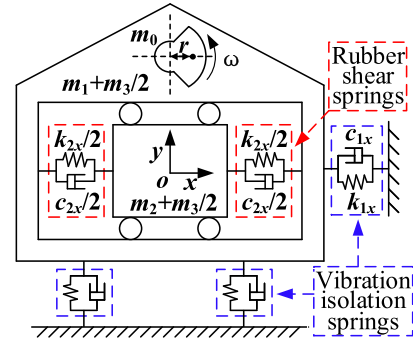 m₀
r
ω
m₁+m₃/2
Rubber
shear
springs
k₂ₓ/2
k₂ₓ/2
y
o
x
c₂ₓ/2
c₂ₓ/2
m₂+m₃/2
c₁ₓ
k₁ₓ
Vibration
isolation
springs